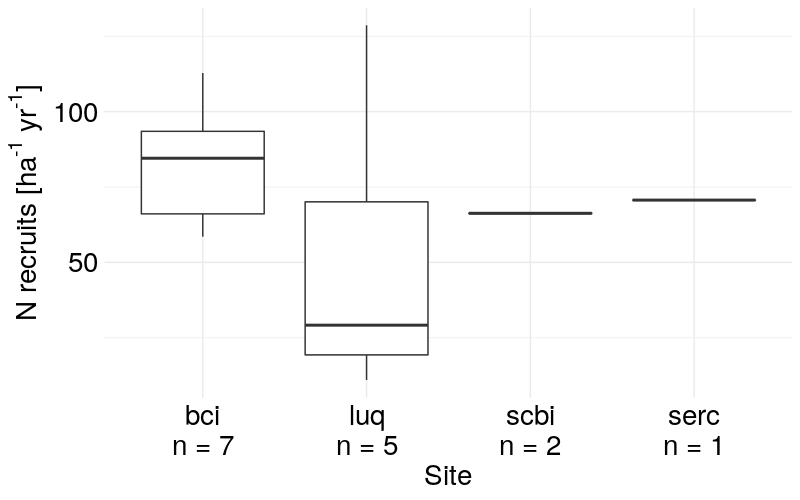 N recruits [ha⁻¹ yr⁻¹]
100
50
bci luq scbi serc
n = 7 n = 5 n = 2 n = 1
Site